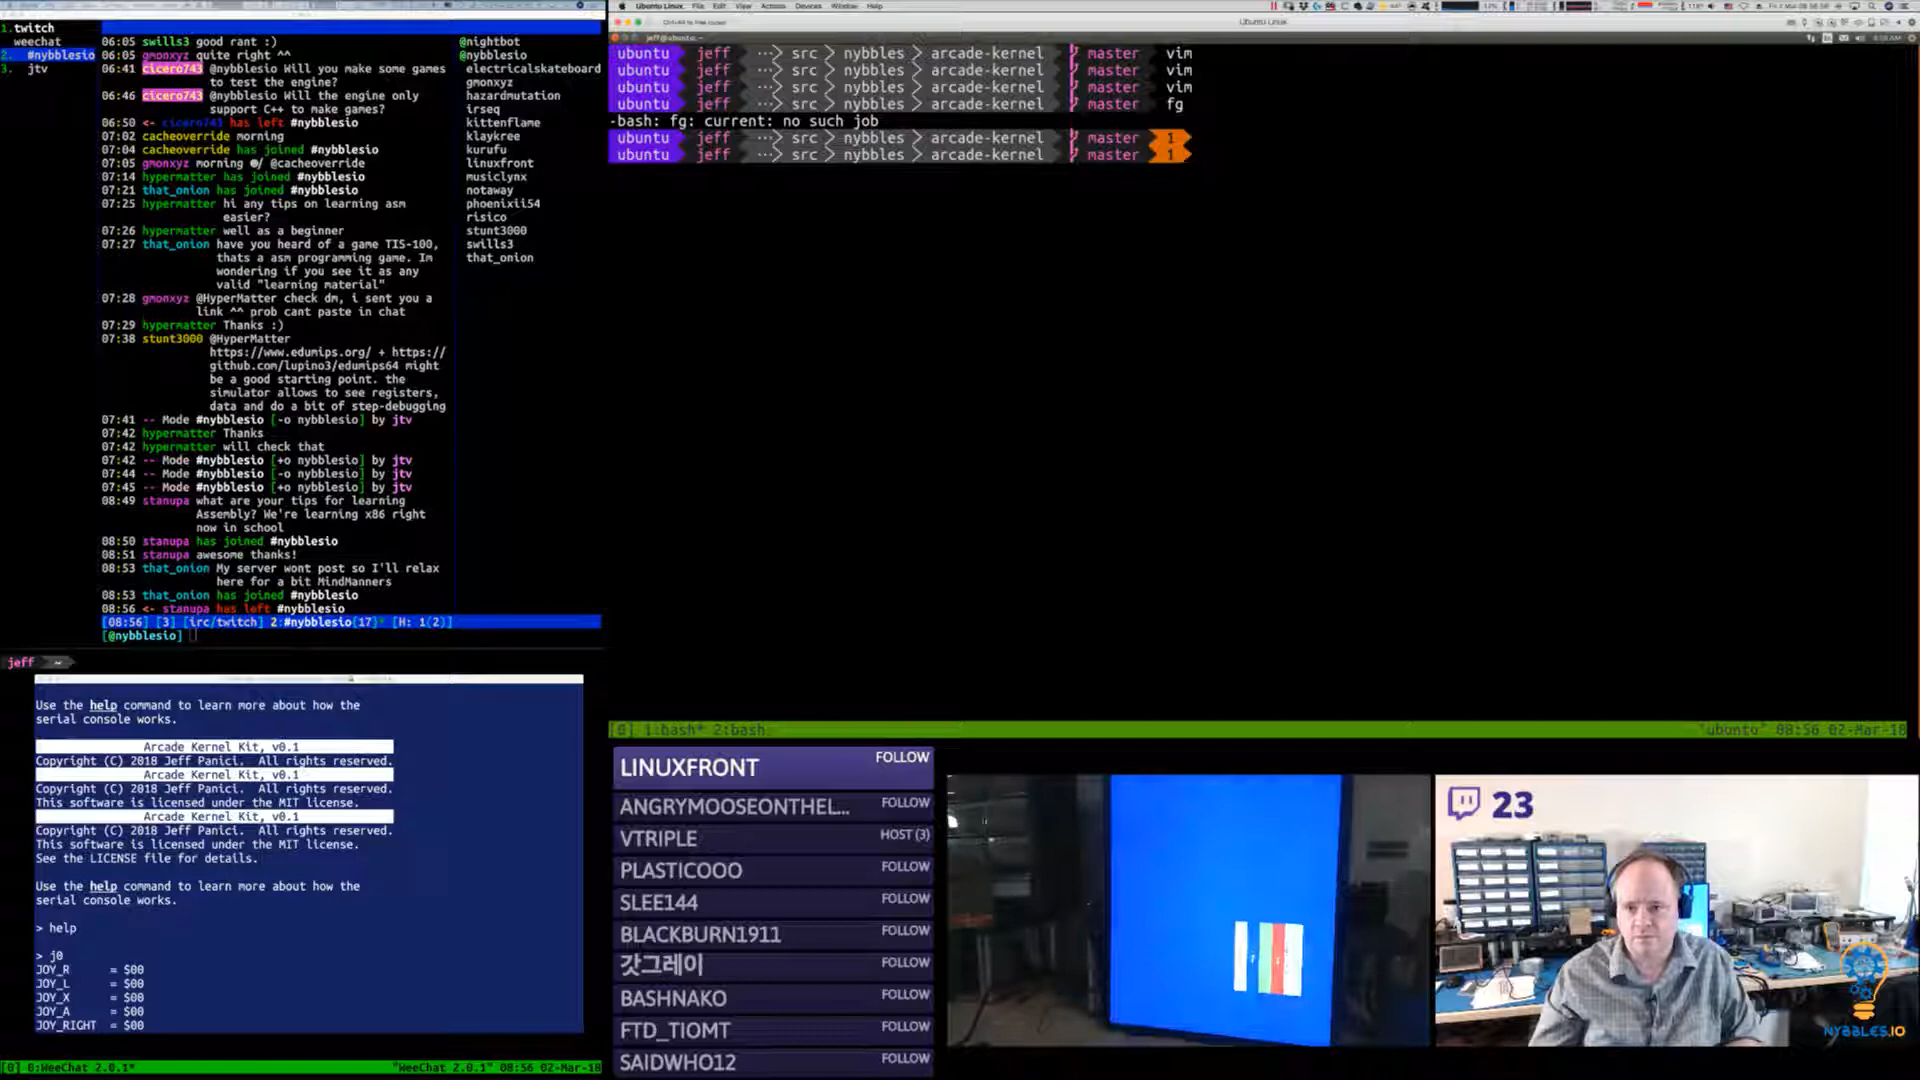 Ubuntu Linux File Edit View Actions Devices Window Help
Ubuntu Linux
1.twitch
weechat
2. #nybblesio
3. jtv
06:05 swills3 good rant :)
06:05 gmonxyz quite right ^^
06:41 cicero743 @nybblesio Will you make some games
to test the engine?
06:46 cicero743 @nybblesio Will the engine only
support C++ to make games?
06:50 <- cicero743 has left #nybblesio
07:02 cacheoverride morning
07:04 cacheoverride has joined #nybblesio
07:05 gmonxyz morning @cacheoverride
07:14 hypermatter has joined #nybblesio
07:21 that_onion has joined #nybblesio
07:25 hypermatter hi any tips on learning asm
easier?
07:26 hypermatter well as a beginner
07:27 that_onion have you heard of a game TIS-100,
thats a asm programming game. Im
wondering if you see it as any
valid "learning material"
07:28 gmonxyz @HyperMatter check dm, i sent you a
link ^^ prob cant paste in chat
07:29 hypermatter Thanks :)
07:38 stunt3000 @HyperMatter
https://www.edumips.org/ + https://
github.com/lupino3/edumips64 might
be a good starting point. the
simulator allows to see registers,
data and do a bit of step-debugging
07:41 -- Mode #nybblesio [-o nybblesio] by jtv
07:42 hypermatter Thanks
07:42 hypermatter will check that
07:42 -- Mode #nybblesio [+o nybblesio] by jtv
07:44 -- Mode #nybblesio [-o nybblesio] by jtv
07:45 -- Mode #nybblesio [+o nybblesio] by jtv
08:49 stanupa what are your tips for learning
Assembly? We're learning x86 right
now in school
08:50 stanupa has joined #nybblesio
08:51 stanupa awesome thanks!
08:53 that_onion My server wont post so I'll relax
here for a bit MindManners
08:53 that_onion has joined #nybblesio
08:56 <- stanupa has left #nybblesio
[08:56] [3] [irc/twitch] 2:#nybblesio{17}* [H: 1(2)]
[@nybblesio]
@nightbot
@nybblesio
electricalskateboard
gmonxyz
hazardmutation
irseq
kittenflame
klaykree
kurufu
linuxfront
musiclynx
notaway
phoenixii54
risico
stunt3000
swills3
that_onion
ubuntu jeff ··· src nybbles arcade-kernel master vim
ubuntu jeff ··· src nybbles arcade-kernel master vim
ubuntu jeff ··· src nybbles arcade-kernel master vim
ubuntu jeff ··· src nybbles arcade-kernel master fg
-bash: fg: current: no such job
ubuntu jeff ··· src nybbles arcade-kernel master 1
ubuntu jeff ··· src nybbles arcade-kernel master 1
[0] 1:bash* 2:bash- "ubuntu" 08:56 02-Mar-18
jeff ~
Use the help command to learn more about how the
serial console works.
Arcade Kernel Kit, v0.1
Copyright (C) 2018 Jeff Panici. All rights reserved.
Arcade Kernel Kit, v0.1
Copyright (C) 2018 Jeff Panici. All rights reserved.
This software is licensed under the MIT license.
Arcade Kernel Kit, v0.1
Copyright (C) 2018 Jeff Panici. All rights reserved.
This software is licensed under the MIT license.
See the LICENSE file for details.
Use the help command to learn more about how the
serial console works.
> help
> j0
JOY_R = $00
JOY_L = $00
JOY_X = $00
JOY_A = $00
JOY_RIGHT = $00
[0] 0:WeeChat 2.0.1* "WeeChat 2.0.1" 08:56 02-Mar-18
LINUXFRONT FOLLOW
ANGRYMOOSEONTHEL... FOLLOW
VTRIPLE HOST (3)
PLASTICOOO FOLLOW
SLEE144 FOLLOW
BLACKBURN1911 FOLLOW
갓그레이 FOLLOW
BASHNAKO FOLLOW
FTD_TIOMT FOLLOW
SAIDWHO12 FOLLOW
23
NYBBLES.IO